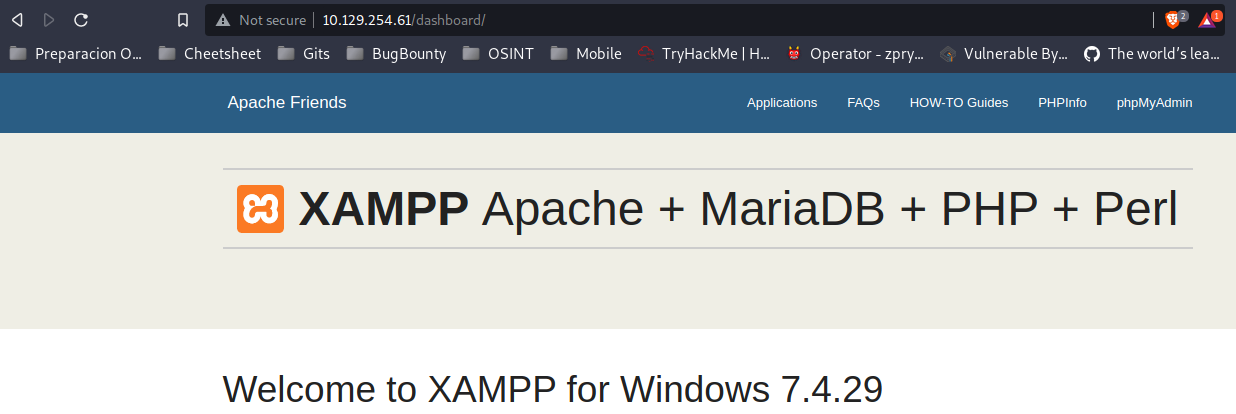 Not secure 10.129.254.61/dashboard/ 2 1
Preparacion O... Cheetsheet Gits BugBounty OSINT Mobile TryHackMe | H... Operator - zpry... Vulnerable By... The world's lea...
Apache Friends Applications FAQs HOW-TO Guides PHPInfo phpMyAdmin
XAMPP Apache + MariaDB + PHP + Perl
Welcome to XAMPP for Windows 7.4.29